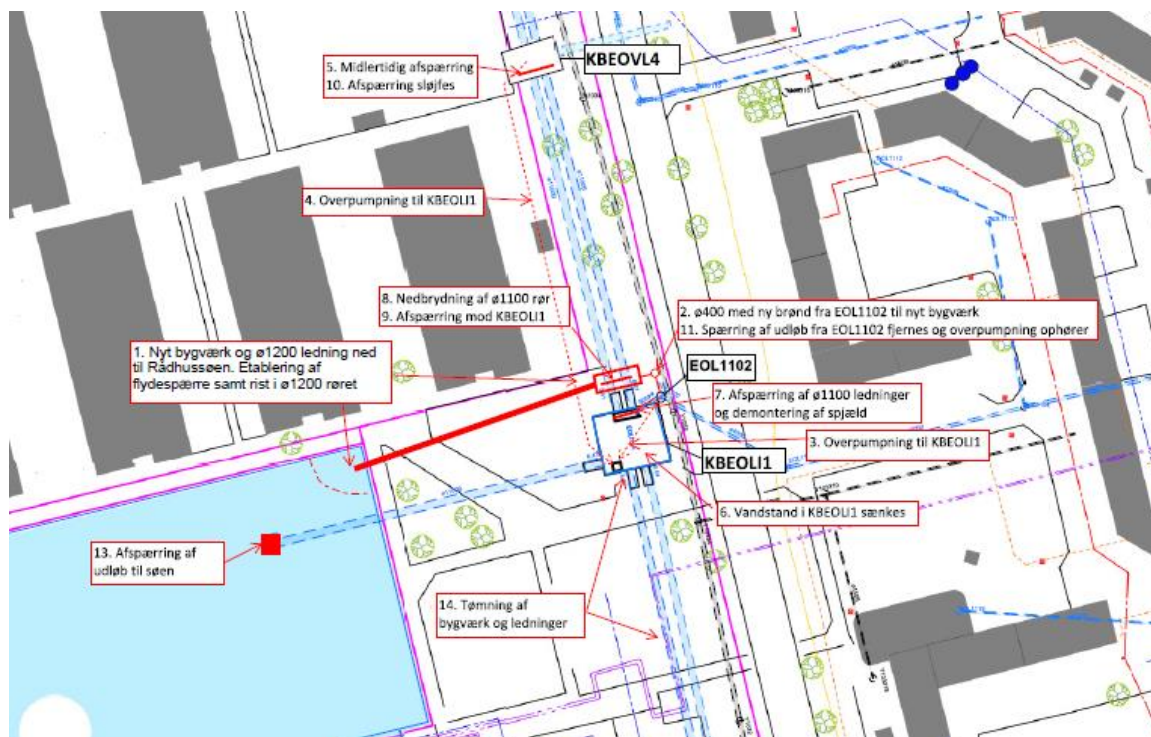 KBEOVL4
5. Midlertidig afspærring
10. Afspærring sløjfes
4. Overpumpning til KBEOLI1
8. Nedbrydning af ø1100 rør
9. Afspærring mod KBEOLI1
2. ø400 med ny brønd fra EOL1102 til nyt bygværk
11. Spærring af udløb fra EOL1102 fjernes og overpumpning ophører
1. Nyt bygværk og ø1200 ledning ned
til Rådhussøen. Etablering af
flydespærre samt rist i ø1200 røret
EOL1102
7. Afspærring af ø1100 ledninger
og demontering af spjæld
3. Overpumpning til KBEOLI1
KBEOLI1
6. Vandstand i KBEOLI1 sænkes
13. Afspærring af
udløb til søen
14. Tømning af
bygværk og ledninger